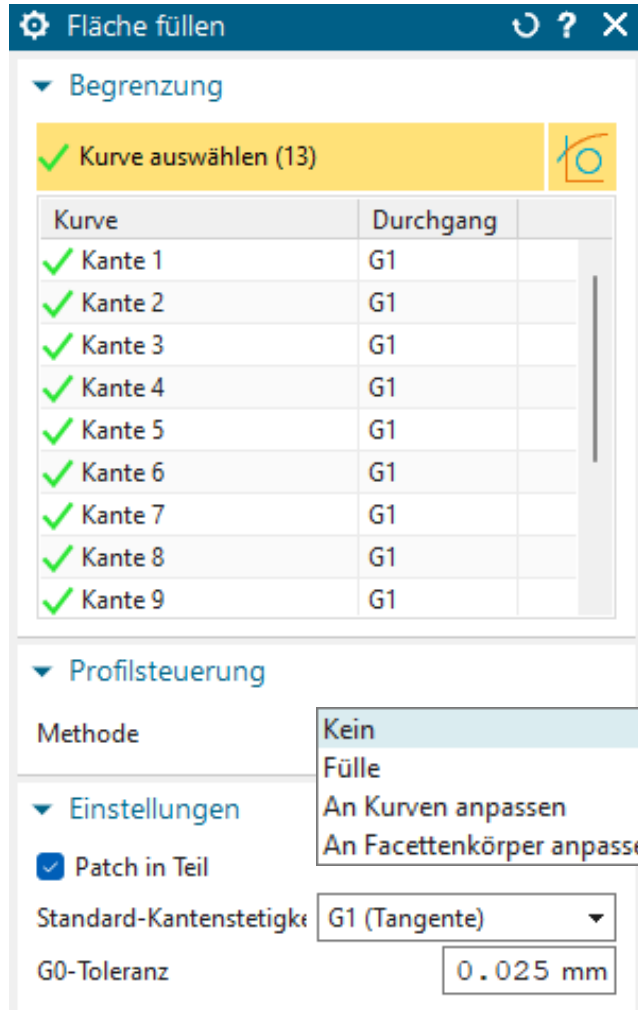 Fläche füllen
?
Begrenzung
Kurve auswählen (13)
Kurve Durchgang
Kante 1 G1
Kante 2 G1
Kante 3 G1
Kante 4 G1
Kante 5 G1
Kante 6 G1
Kante 7 G1
Kante 8 G1
Kante 9 G1
Profilsteuerung
Methode Kein
Fülle
An Kurven anpassen
An Facettenkörper anpasse
Einstellungen
Patch in Teil
Standard-Kantenstetigke G1 (Tangente)
G0-Toleranz 0.025 mm